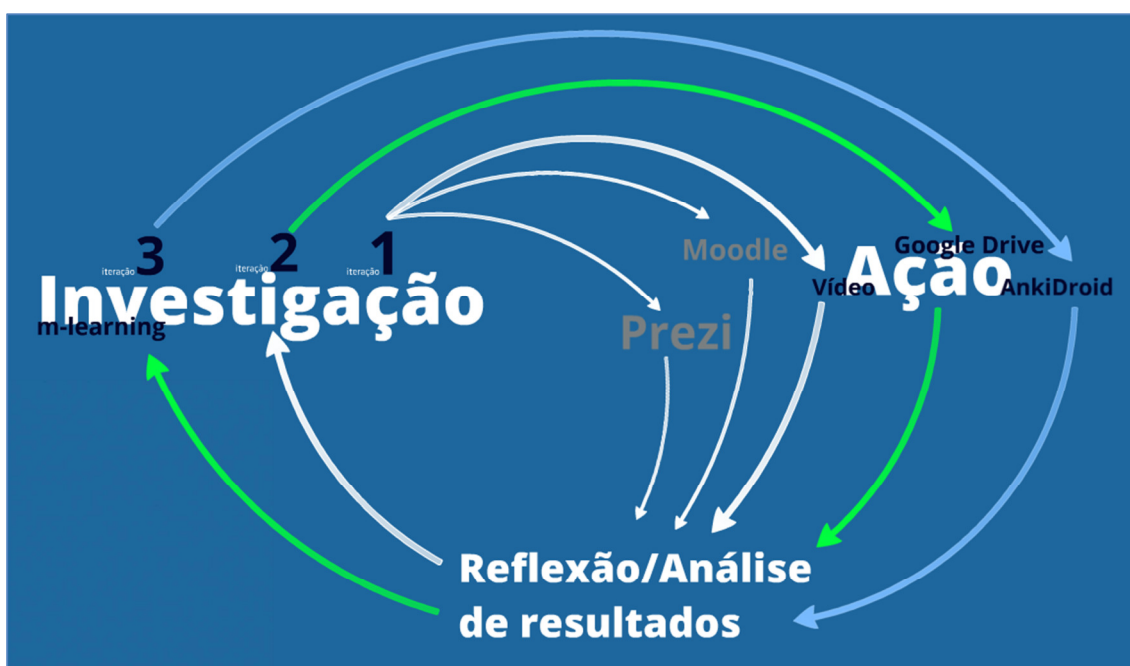 iteração 3
iteração 2
iteração 1
Investigação
m-learning
Moodle
Prezi
Google Drive
Ação
Vídeo
AnkiDroid
Reflexão/Análise
de resultados